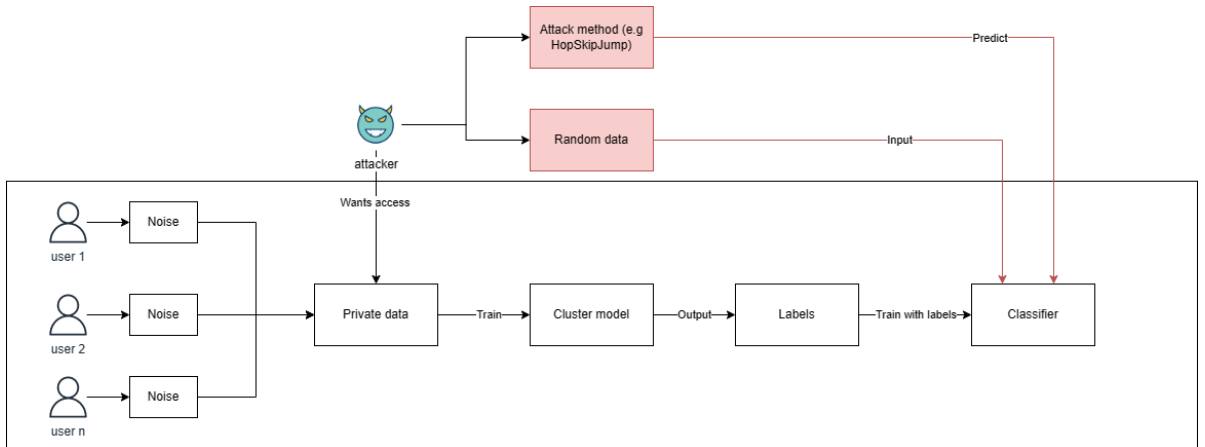 Attack method (e.g
HopSkipJump)
Predict
Random data
Input
attacker
Wants access
Noise
user 1
Noise
user 2
Private data
Train
Cluster model
Output
Labels
Train with labels
Classifier
Noise
user n